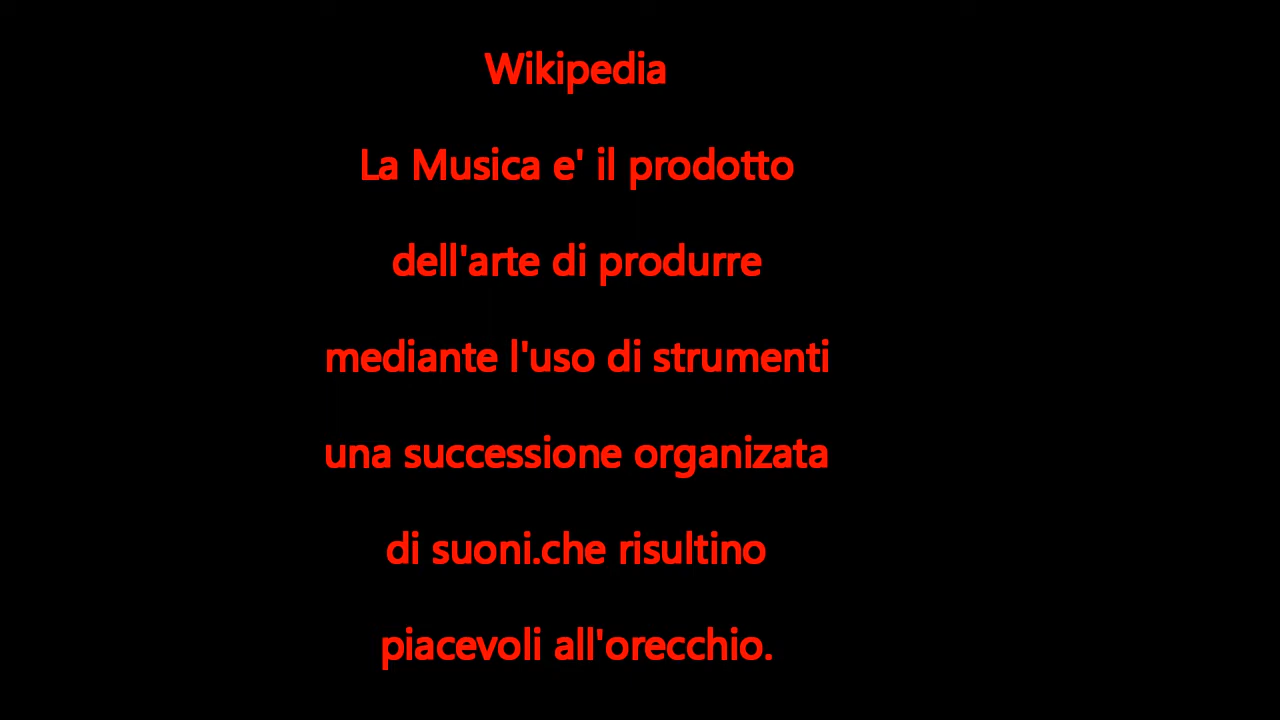 Wikipedia
La Musica e' il prodotto
dell'arte di produrre
mediante l'uso di strumenti
una successione organizata
di suoni.che risultino
piacevoli all'orecchio.